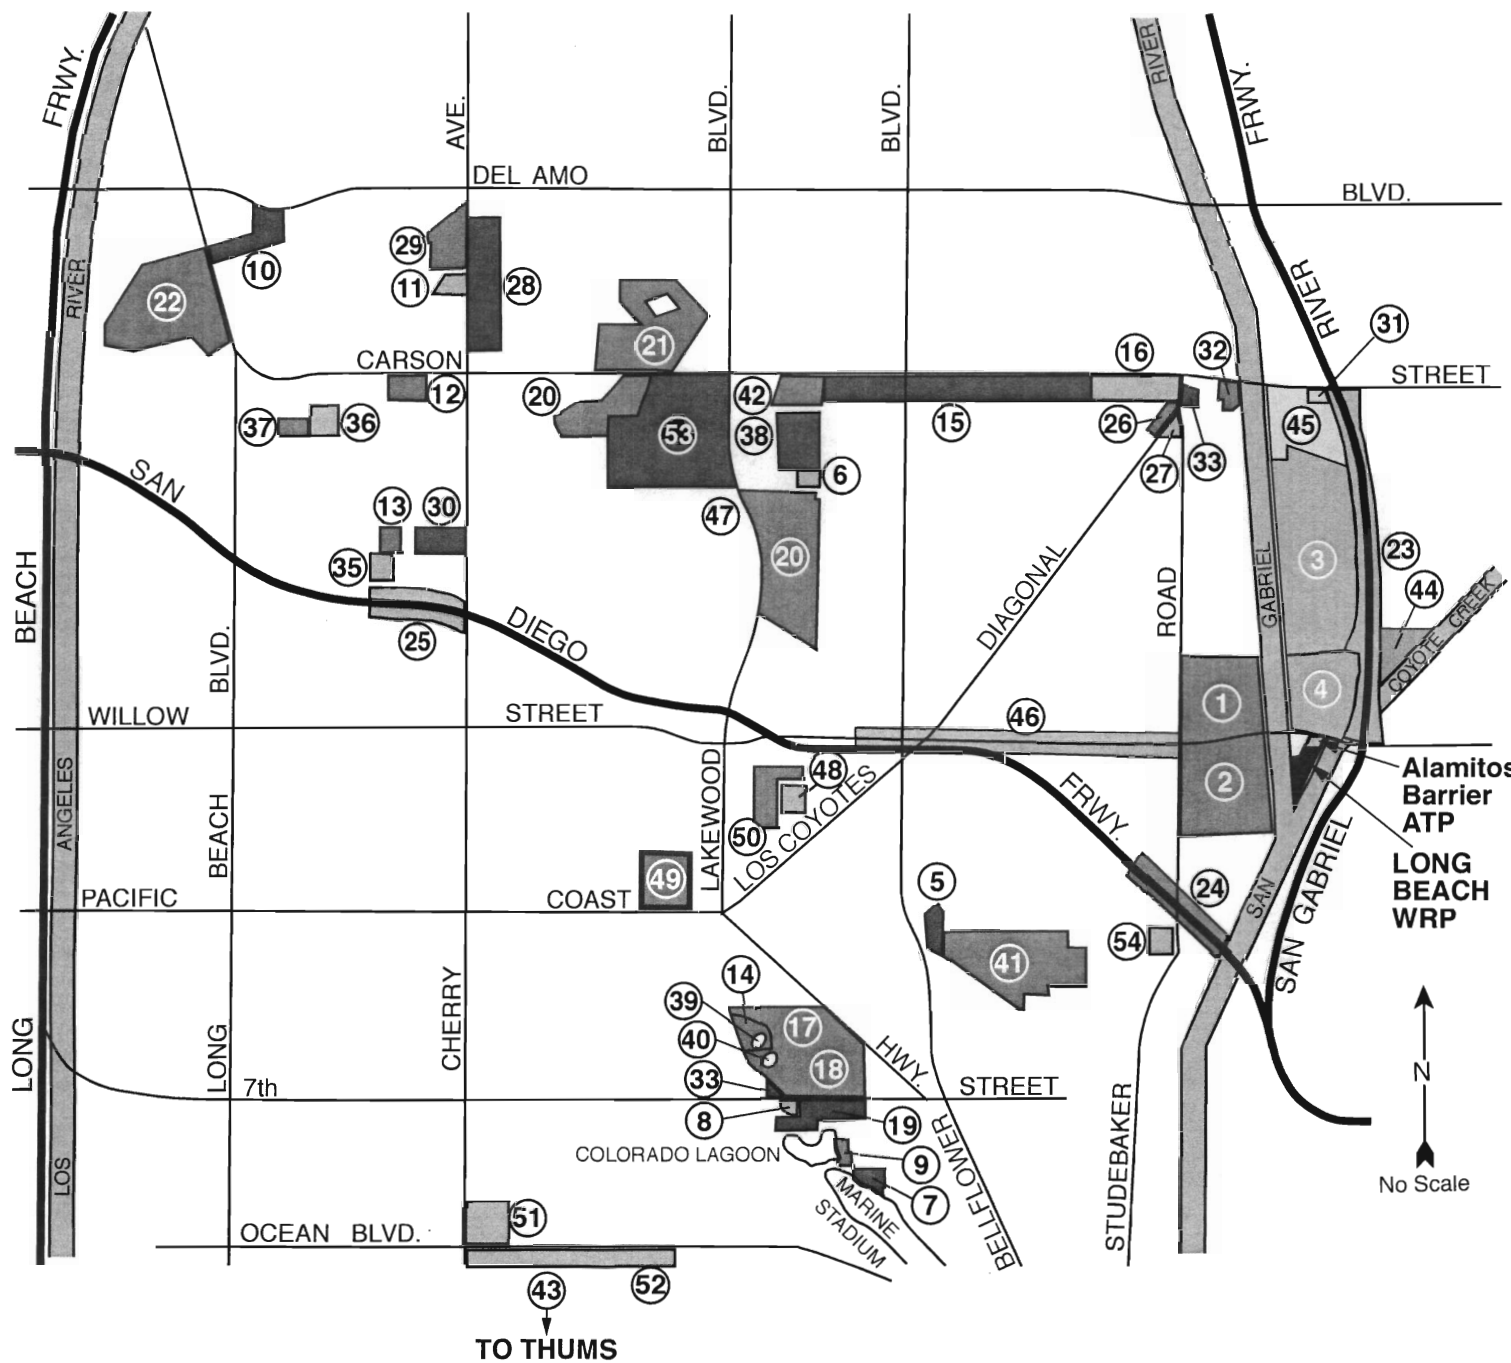 FRWY.
AVE.
BLVD.
BLVD.
RIVER
FRWY.
DEL AMO
BLVD.
29
10
RIVER
11
28
22
RIVER
31
21
16
32
CARSON
STREET
12
20
42
37
36
53
38
15
26
45
6
27
33
SAN
13
30
47
20
3
23
35
GABRIEL
44
BEACH
DIEGO
DIAGONAL
ROAD
COYOTE CREEK
25
BLVD.
4
1
WILLOW
STREET
46
LAKEWOOD
48
2
Alamitos
Barrier
ATP
ANGELES
BEACH
50
LOS COYOTES
FRWY.
LONG
BEACH
WRP
49
5
24
SAN
SAN GABRIEL
PACIFIC
COAST
54
41
14
39
17
40
18
CHERRY
HWY.
LONG
LONG
33
7th
STREET
N
8
19
COLORADO LAGOON
9
BELLFLOWER
STUDEBAKER
LOS
7
MARINE
STADIUM
No Scale
51
OCEAN BLVD.
43
52
TO THUMS